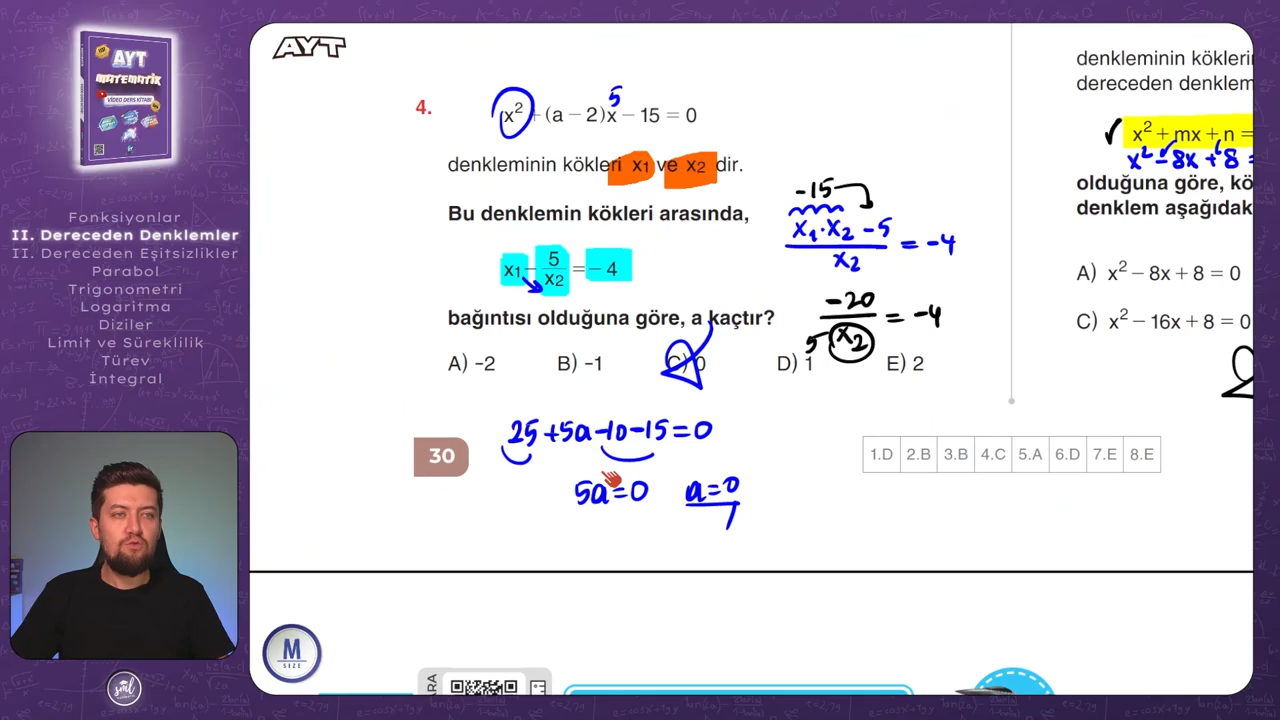 AYT
MATEMATİK
VİDEO DERS KİTABI
Fonksiyonlar
II. Dereceden Denklemler
II. Dereceden Eşitsizlikler
Parabol
Trigonometri
Logaritma
Diziler
Limit ve Süreklilik
Türev
İntegral
sml
AYT
4.
5
x² + (a − 2)x − 15 = 0
denkleminin kökleri x₁ ve x₂ dir.
Bu denklemin kökleri arasında,
x₁ − 5/x₂ = − 4
bağıntısı olduğuna göre, a kaçtır?
A) −2 B) −1 C) 0 D) 1 E) 2
-15
(x₁·x₂ - 5)/x₂ = -4
-20/x₂ = -4
5
25 + 5a - 10 - 15 = 0
5a = 0 a = 0
30
1.D 2.B 3.B 4.C 5.A 6.D 7.E 8.E
denkleminin kökleri
dereceden denklem
x² + mx + n =
x² - 8x + 8 =
olduğuna göre, kö
denklem aşağıdak
A) x² − 8x + 8 = 0
C) x² − 16x + 8 = 0
M
SIZE
ARA